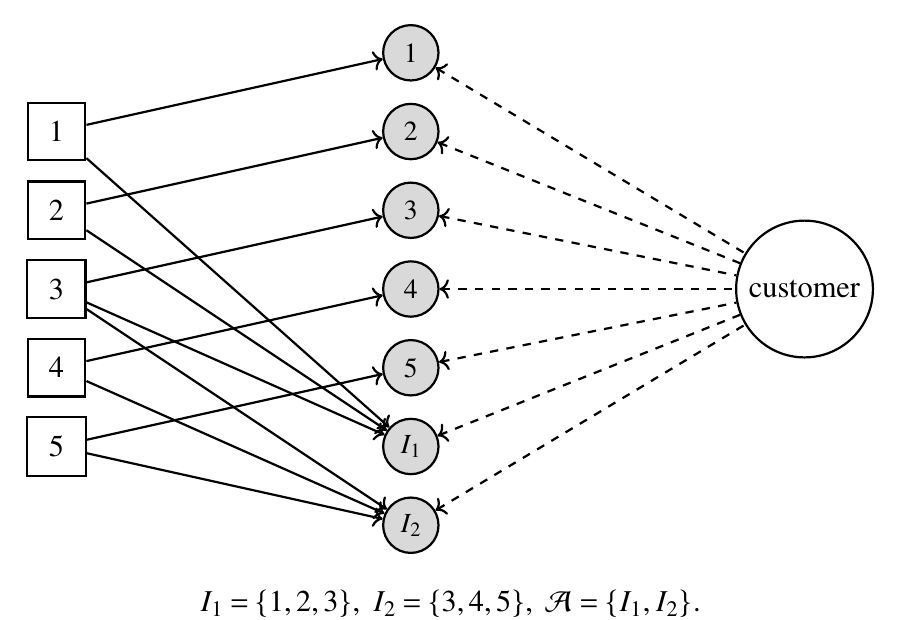 1
2
3
4
5
1
2
3
4
5
I₁
I₂
customer
I₁ = {1, 2, 3}, I₂ = {3, 4, 5}, 𝒜 = {I₁, I₂}.